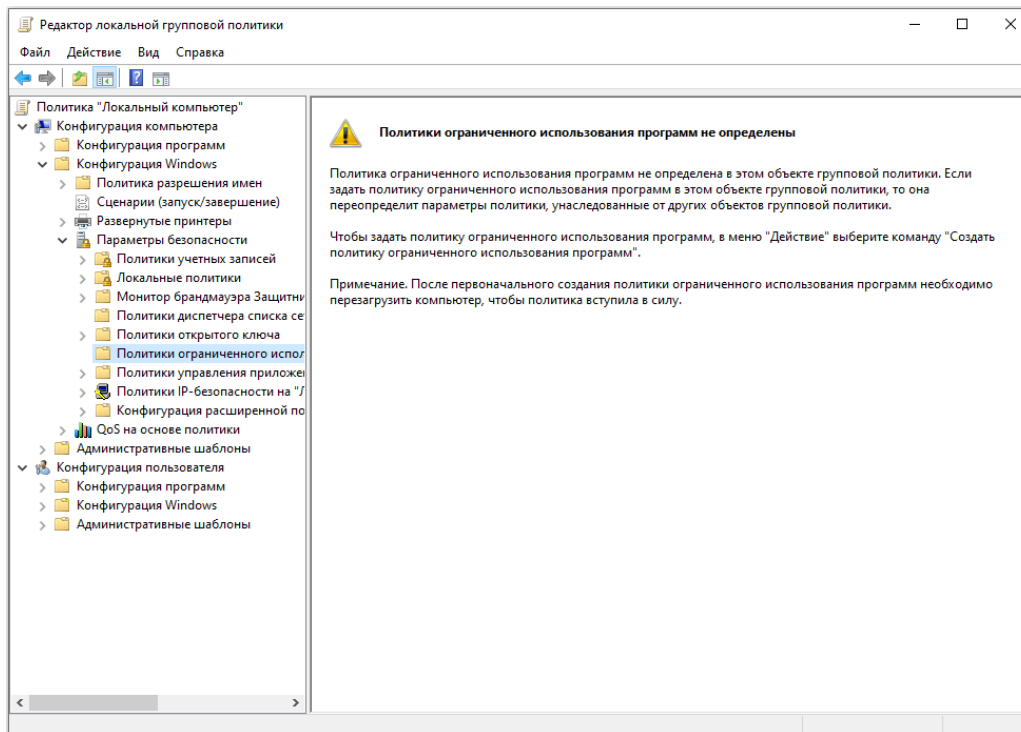 Редактор локальной групповой политики
Файл Действие Вид Справка
Политика "Локальный компьютер"
Конфигурация компьютера
Конфигурация программ
Конфигурация Windows
Политика разрешения имен
Сценарии (запуск/завершение)
Развернутые принтеры
Параметры безопасности
Политики учетных записей
Локальные политики
Монитор брандмауэра Защитни
Политики диспетчера списка се
Политики открытого ключа
Политики ограниченного испол
Политики управления приложе
Политики IP-безопасности на "Л
Конфигурация расширенной по
QoS на основе политики
Административные шаблоны
Конфигурация пользователя
Конфигурация программ
Конфигурация Windows
Административные шаблоны
Политики ограниченного использования программ не определены
Политика ограниченного использования программ не определена в этом объекте групповой политики. Если
задать политику ограниченного использования программ в этом объекте групповой политики, то она
переопределит параметры политики, унаследованные от других объектов групповой политики.
Чтобы задать политику ограниченного использования программ, в меню "Действие" выберите команду "Создать
политику ограниченного использования программ".
Примечание. После первоначального создания политики ограниченного использования программ необходимо
перезагрузить компьютер, чтобы политика вступила в силу.